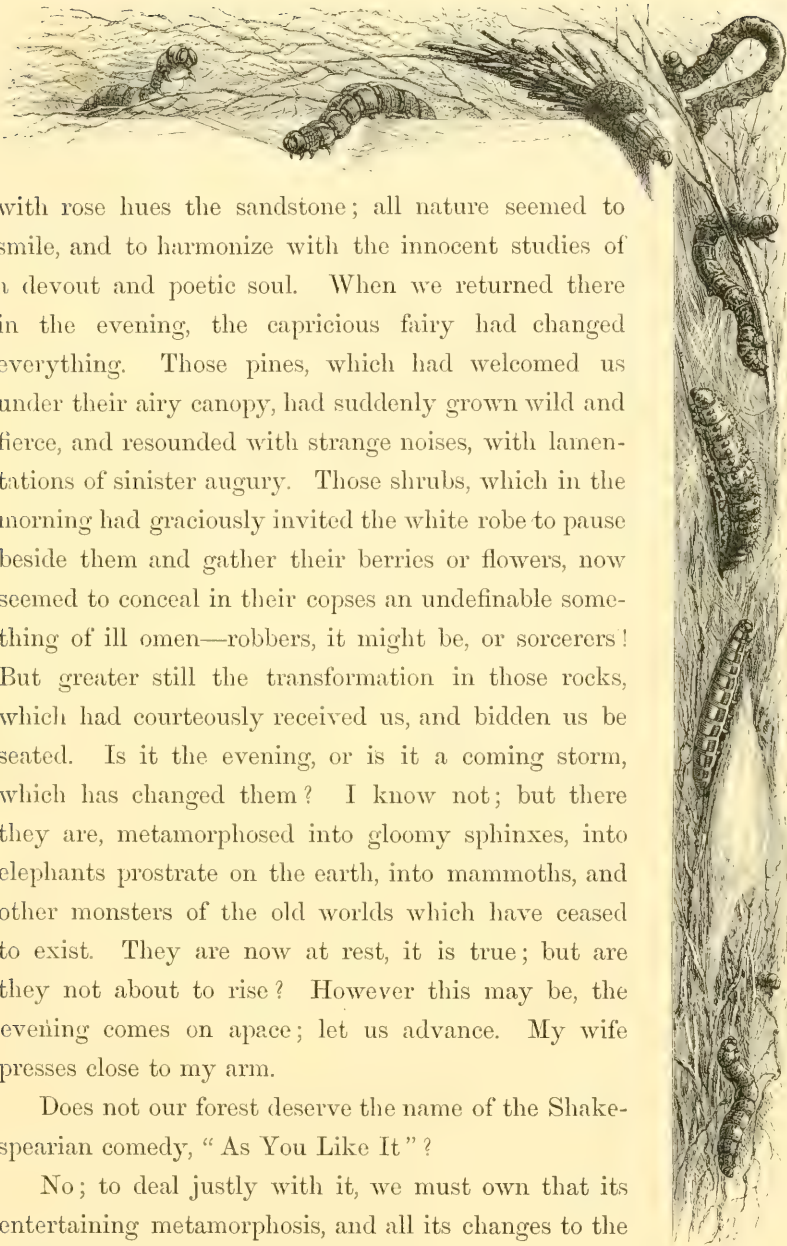 with rose hues the sandstone; all nature seemed to
smile, and to harmonize with the innocent studies of
a devout and poetic soul. When we returned there
in the evening, the capricious fairy had changed
everything. Those pines, which had welcomed us
under their airy canopy, had suddenly grown wild and
fierce, and resounded with strange noises, with lamen-
tations of sinister augury. Those shrubs, which in the
morning had graciously invited the white robe to pause
beside them and gather their berries or flowers, now
seemed to conceal in their copses an undefinable some-
thing of ill omen—robbers, it might be, or sorcerers!
But greater still the transformation in those rocks,
which had courteously received us, and bidden us be
seated. Is it the evening, or is it a coming storm,
which has changed them? I know not; but there
they are, metamorphosed into gloomy sphinxes, into
elephants prostrate on the earth, into mammoths, and
other monsters of the old worlds which have ceased
to exist. They are now at rest, it is true; but are
they not about to rise? However this may be, the
evening comes on apace; let us advance. My wife
presses close to my arm.
Does not our forest deserve the name of the Shake-
spearian comedy, "As You Like It"?
No; to deal justly with it, we must own that its
entertaining metamorphosis, and all its changes to the